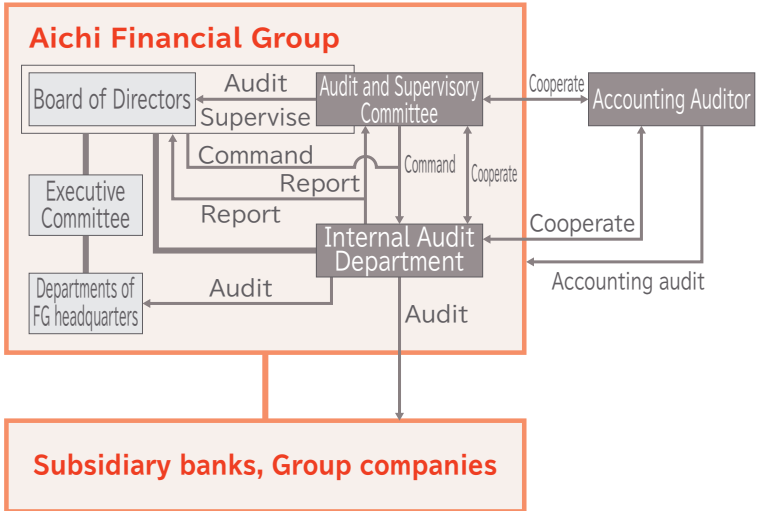 Aichi Financial Group
Board of Directors
Audit
Supervise
Audit and Supervisory
Committee
Cooperate
Accounting Auditor
Command
Report
Report
Command
Cooperate
Executive
Committee
Internal Audit
Department
Cooperate
Accounting audit
Departments of
FG headquarters
Audit
Audit
Subsidiary banks, Group companies